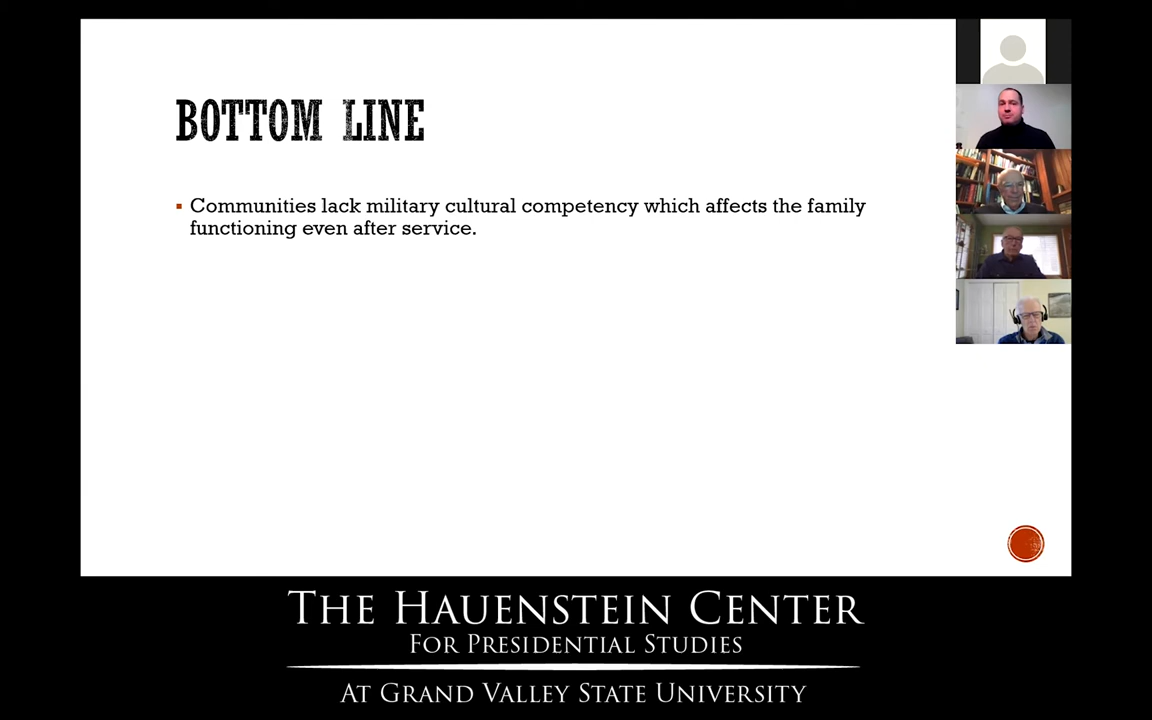 BOTTOM LINE
Communities lack military cultural competency which affects the family
functioning even after service.
THE HAUENSTEIN CENTER
FOR PRESIDENTIAL STUDIES
AT GRAND VALLEY STATE UNIVERSITY